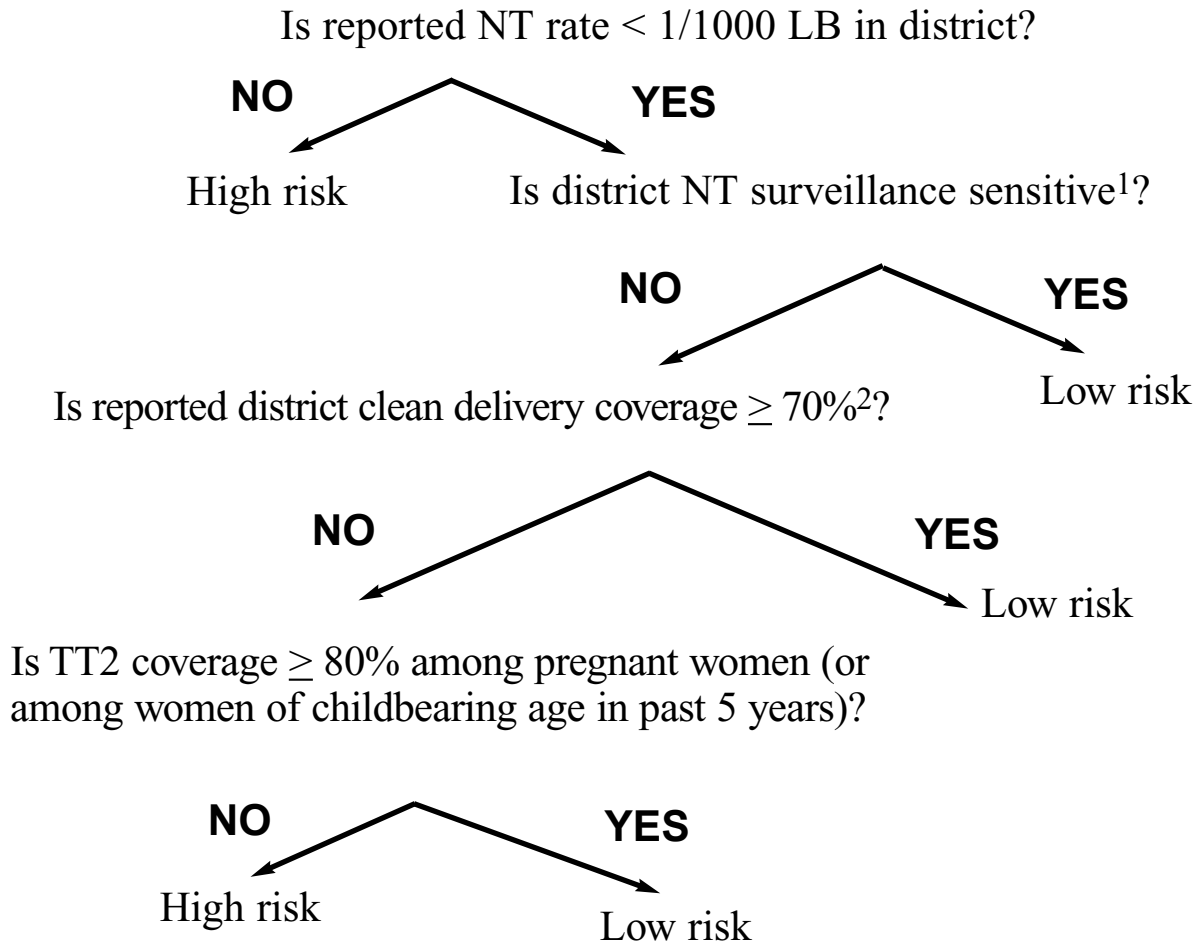 Is reported NT rate < 1/1000 LB in district?
NO
YES
High risk
Is district NT surveillance sensitive¹?
NO
YES
Low risk
Is reported district clean delivery coverage ≥ 70%²?
NO
YES
Low risk
Is TT2 coverage ≥ 80% among pregnant women (or
among women of childbearing age in past 5 years)?
NO
YES
High risk
Low risk